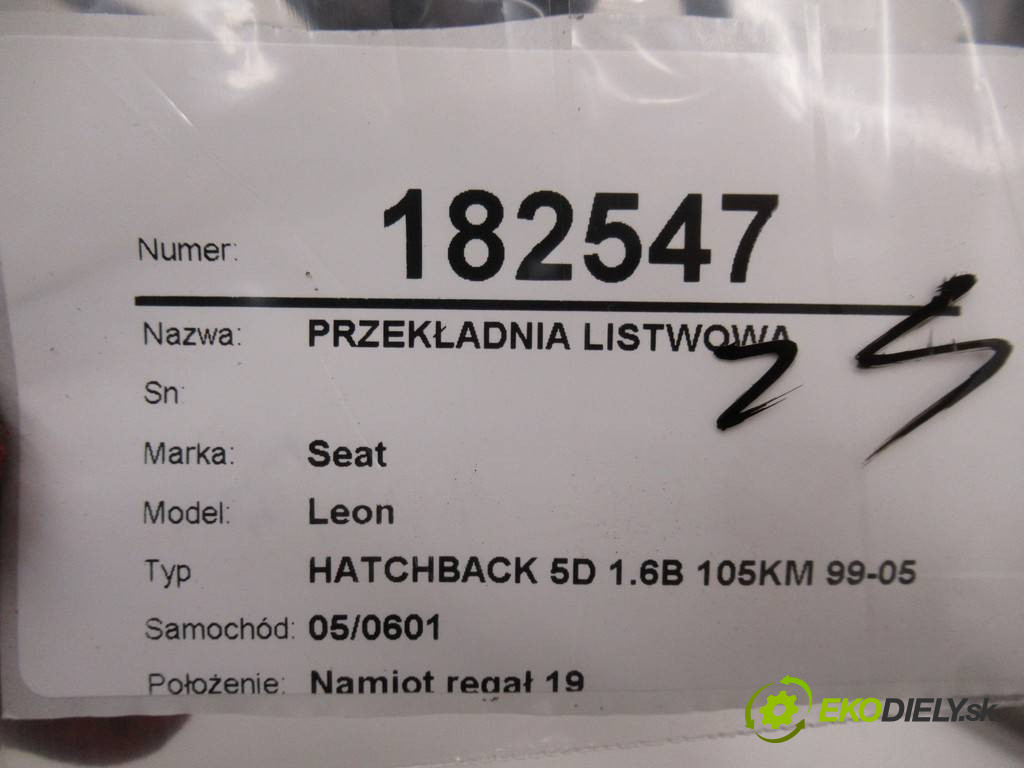 Numer: 182547
Nazwa: PRZEKŁADNIA LISTWOWA
Sn:
Marka: Seat
Model: Leon
Typ HATCHBACK 5D 1.6B 105KM 99-05
Samochód: 05/0601
Położenie: Namiot regał 19
EKODIELY.sk